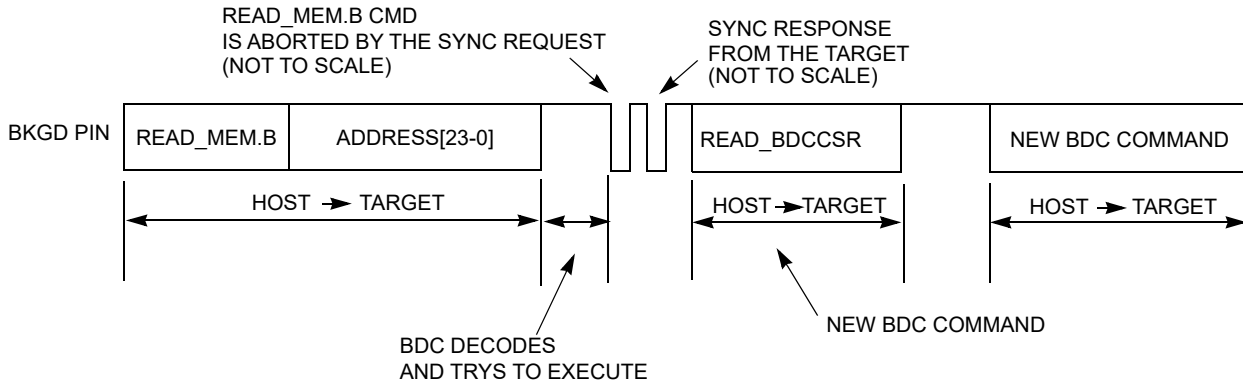 READ_MEM.B CMD
IS ABORTED BY THE SYNC REQUEST
(NOT TO SCALE)
SYNC RESPONSE
FROM THE TARGET
(NOT TO SCALE)
BKGD PIN
READ_MEM.B
ADDRESS[23-0]
READ_BDCCSR
NEW BDC COMMAND
HOST TARGET
HOST TARGET
HOST TARGET
BDC DECODES
AND TRYS TO EXECUTE
NEW BDC COMMAND